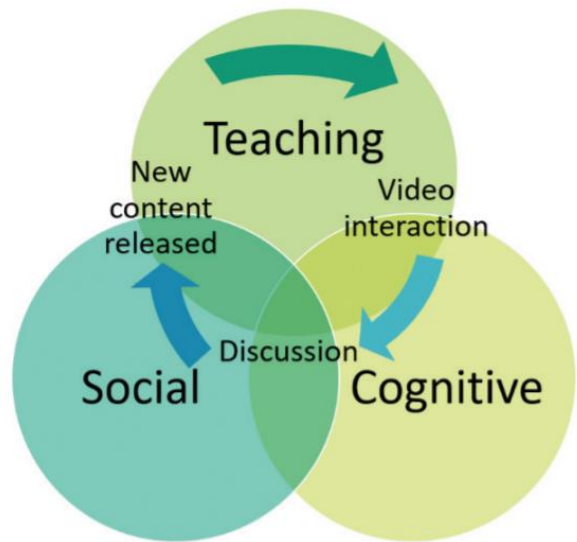 Teaching
New
content
released
Video
interaction
Discussion
Social
Cognitive